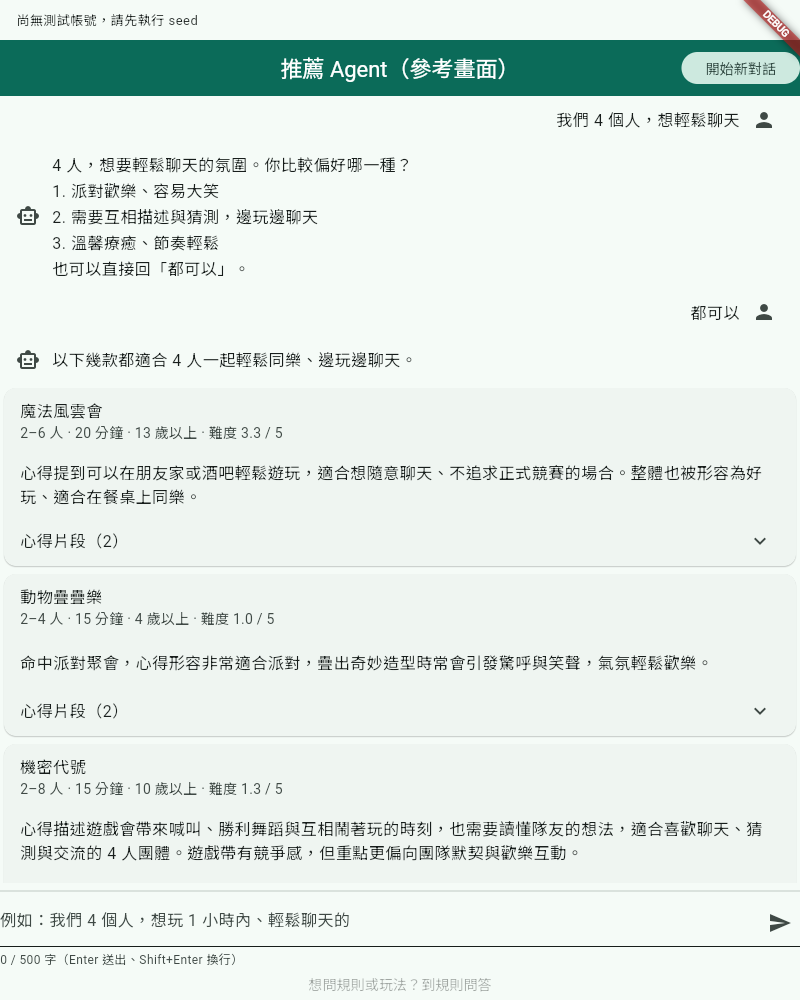 尚無測試帳號，請先執行 seed
DEBUG
推薦 Agent（參考畫面）
開始新對話
我們 4 個人，想輕鬆聊天
4 人，想要輕鬆聊天的氛圍。你比較偏好哪一種？
1. 派對歡樂、容易大笑
2. 需要互相描述與猜測，邊玩邊聊天
3. 溫馨療癒、節奏輕鬆
也可以直接回「都可以」。
都可以
以下幾款都適合 4 人一起輕鬆同樂、邊玩邊聊天。
魔法風雲會
2–6 人 · 20 分鐘 · 13 歲以上 · 難度 3.3 / 5
心得提到可以在朋友家或酒吧輕鬆遊玩，適合想隨意聊天、不追求正式競賽的場合。整體也被形容為好
玩、適合在餐桌上同樂。
心得片段（2）
動物疊疊樂
2–4 人 · 15 分鐘 · 4 歲以上 · 難度 1.0 / 5
命中派對聚會，心得形容非常適合派對，疊出奇妙造型時常會引發驚呼與笑聲，氣氛輕鬆歡樂。
心得片段（2）
機密代號
2–8 人 · 15 分鐘 · 10 歲以上 · 難度 1.3 / 5
心得描述遊戲會帶來喊叫、勝利舞蹈與互相鬧著玩的時刻，也需要讀懂隊友的想法，適合喜歡聊天、猜
測與交流的 4 人團體。遊戲帶有競爭感，但重點更偏向團隊默契與歡樂互動。
例如：我們 4 個人，想玩 1 小時內、輕鬆聊天的
0 / 500 字（Enter 送出、Shift+Enter 換行）
想問規則或玩法？到規則問答